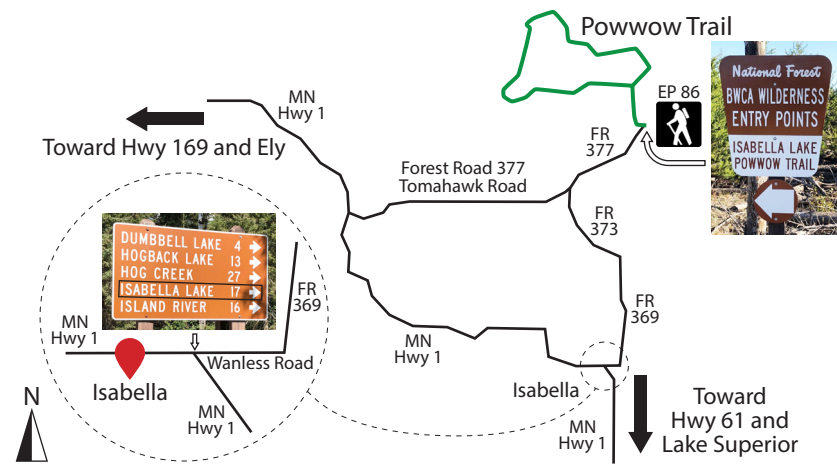 Powwow Trail
National Forest
BWCA WILDERNESS
ENTRY POINTS
ISABELLA LAKE
POWWOW TRAIL
EP 86
MN
Hwy 1
Toward Hwy 169 and Ely
FR
377
Forest Road 377
Tomahawk Road
FR
373
DUMBBELL LAKE 4
HOGBACK LAKE 13
HOG CREEK 27
ISABELLA LAKE 17
ISLAND RIVER 16
FR
369
FR
369
MN
Hwy 1
Wanless Road
MN
Hwy 1
Isabella
Isabella
MN
Hwy 1
Toward
Hwy 61 and
Lake Superior
MN
Hwy 1
N